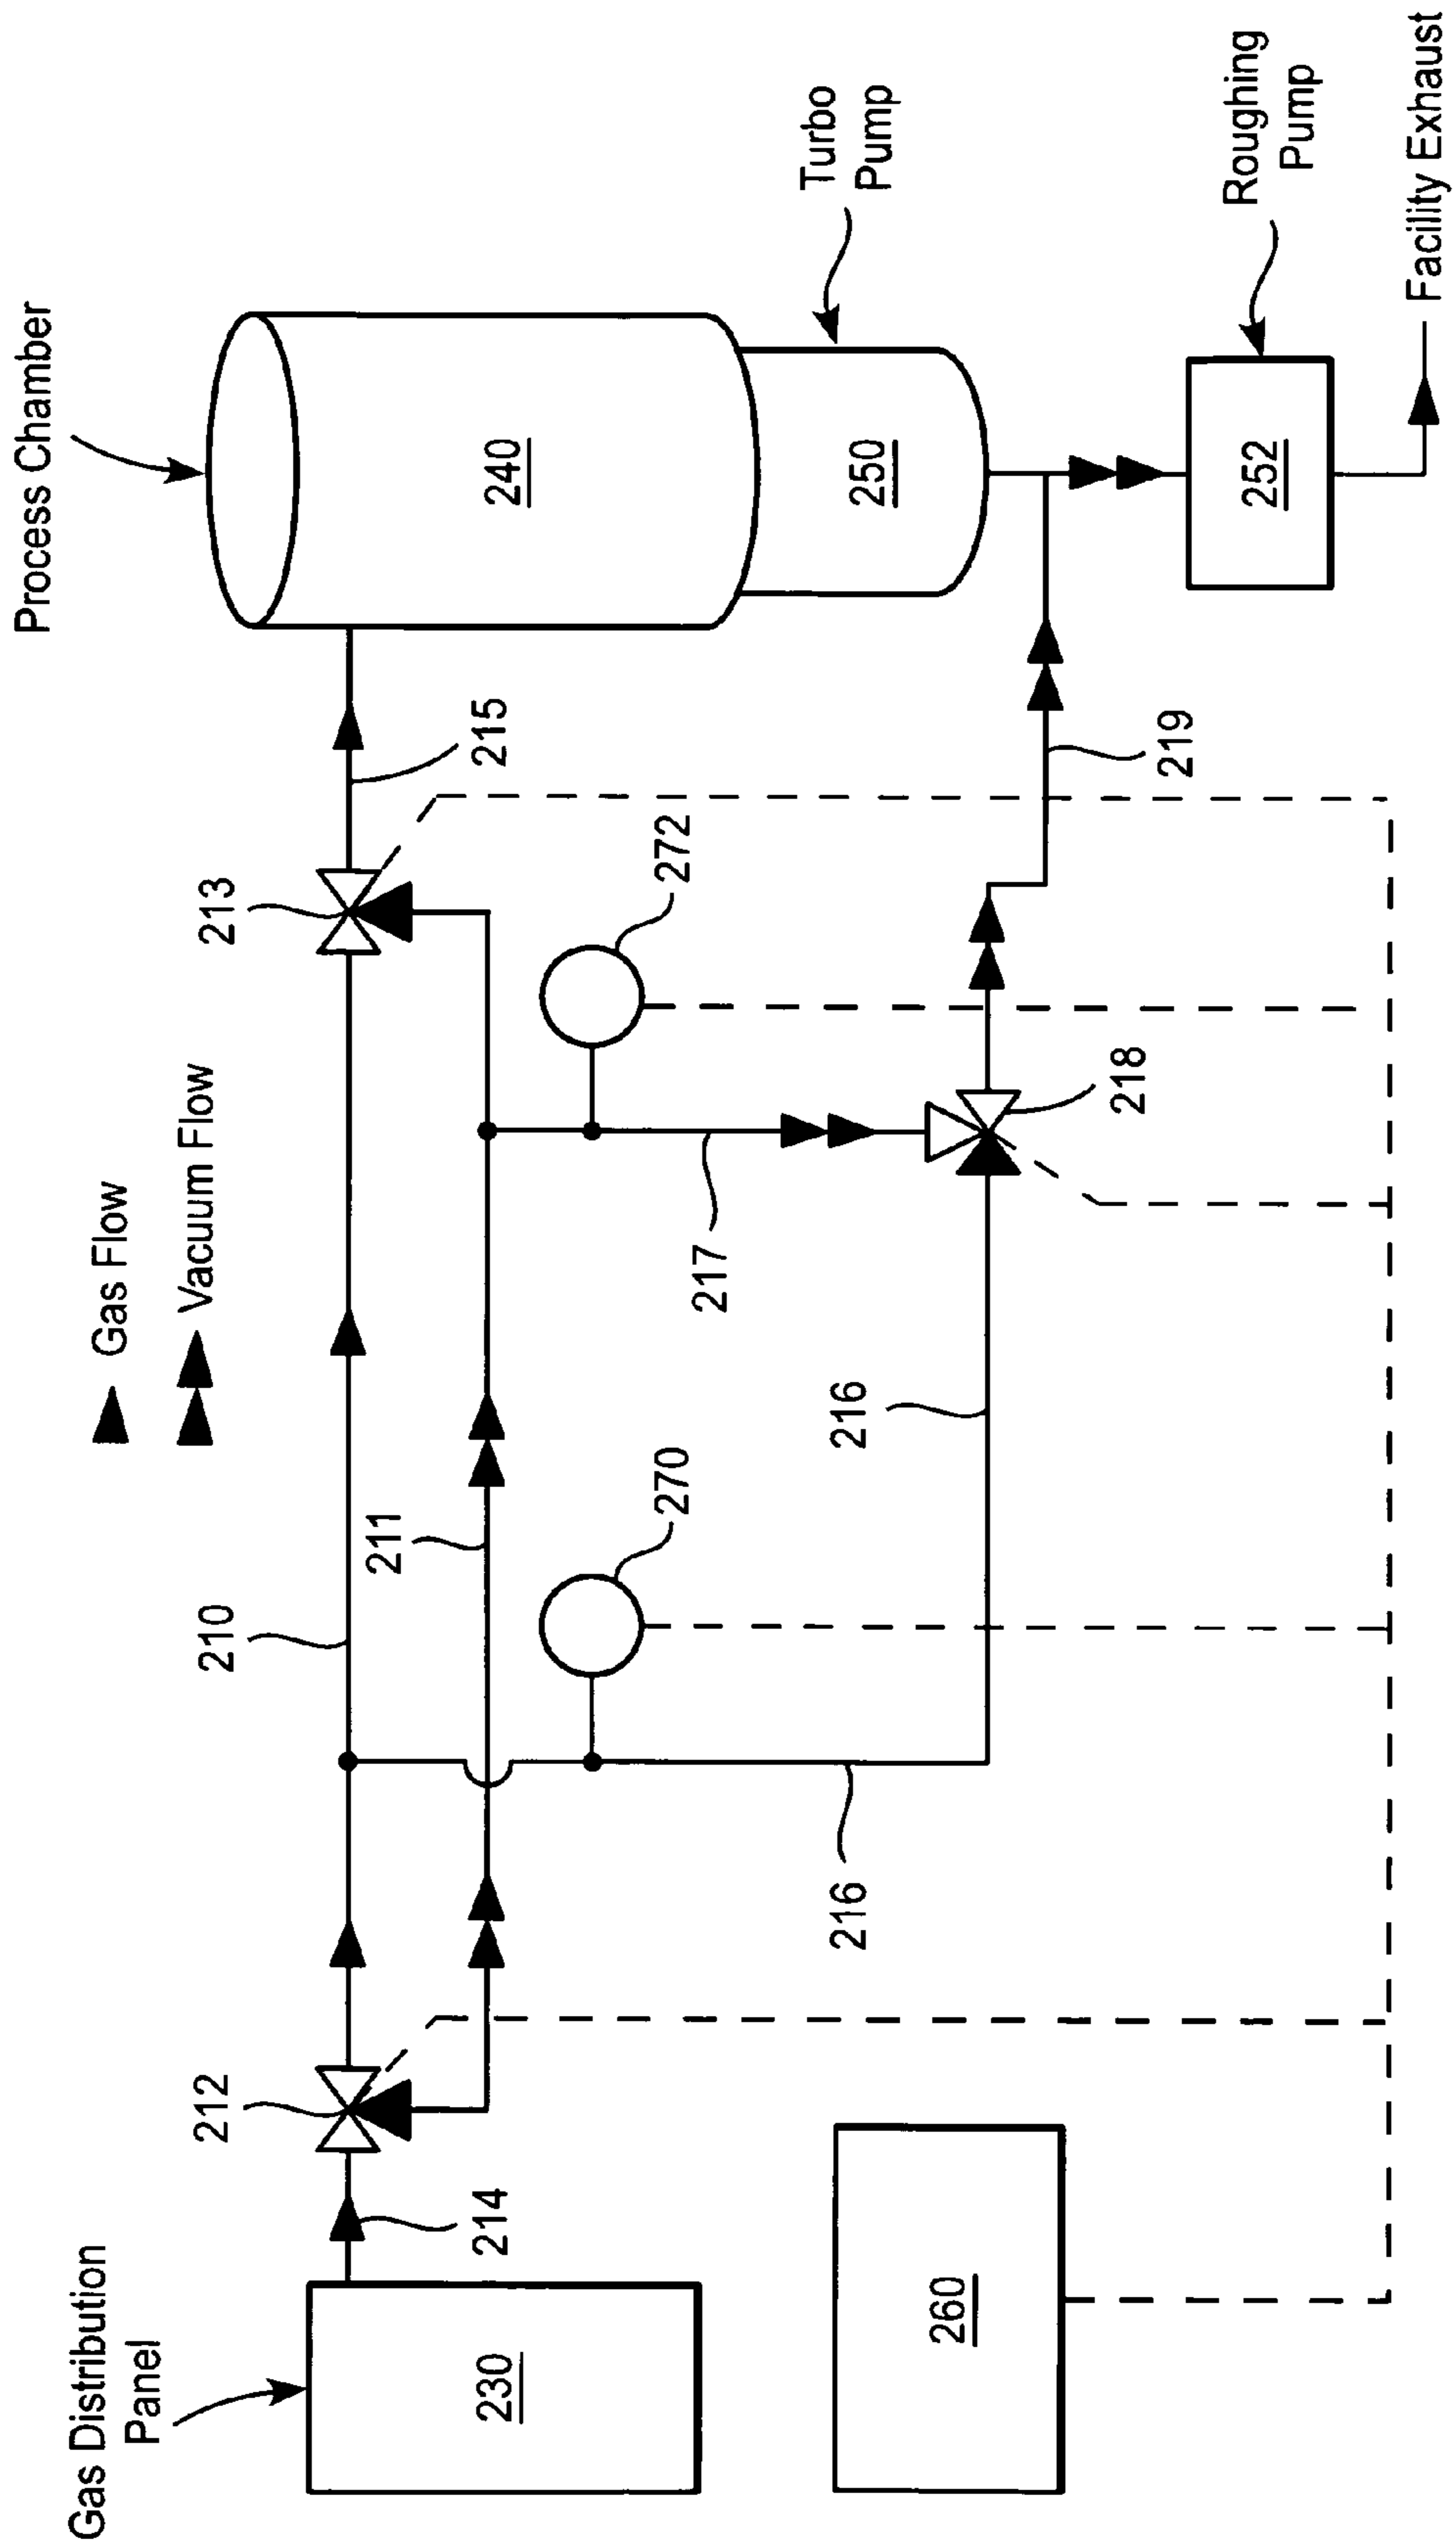 Process Chamber
Gas Flow
Vacuum Flow
Gas Distribution
Panel
Turbo
Pump
Roughing
Pump
Facility Exhaust
212
210
213
214
211
215
230
270
272
240
216
217
216
218
219
250
260
252